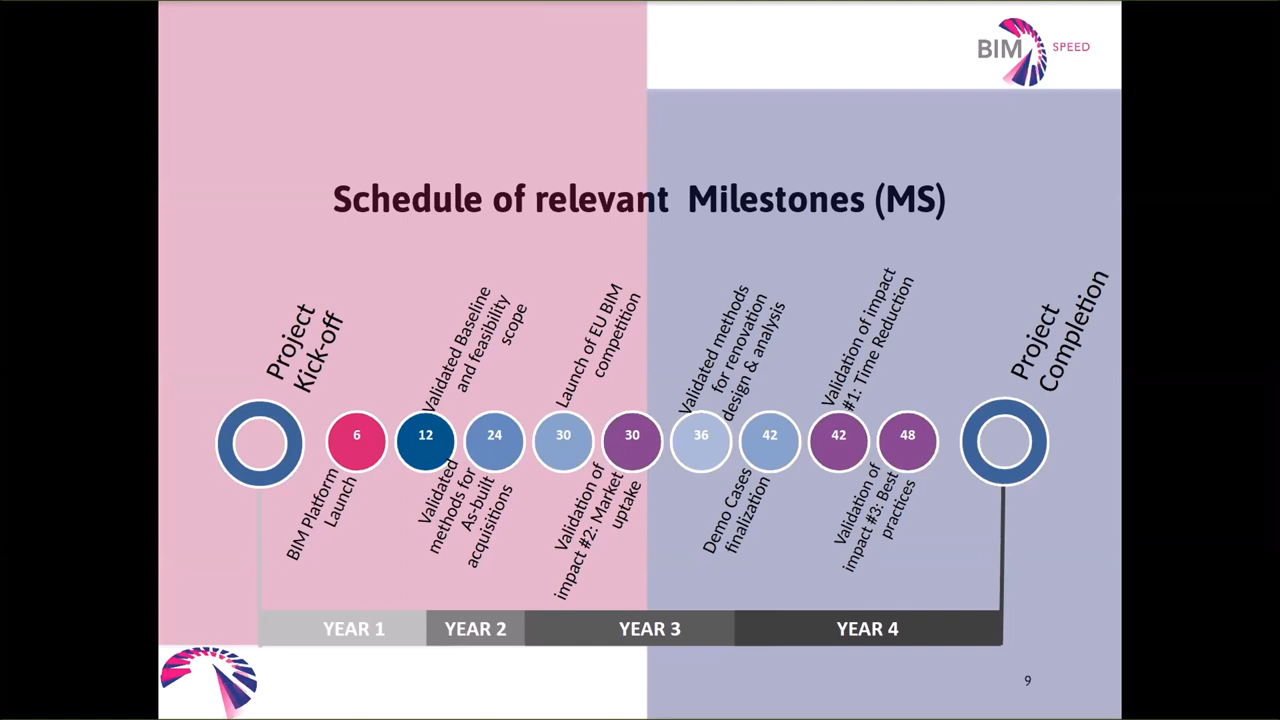 BIM SPEED
Schedule of relevant Milestones (MS)
Project
Kick-off
Validated Baseline
and feasibility
scope
Launch of EU BIM
competition
Validated methods
for renovation
design & analysis
Validation of impact
#1: Time Reduction
Project
Completion
6
12
24
30
30
36
42
42
48
BIM Platform
Launch
Validated
methods for
As-built
acquisitions
Validation of
impact #2: Market
uptake
Demo Cases
finalization
Validation of
impact #3: Best
practices
YEAR 1
YEAR 2
YEAR 3
YEAR 4
9